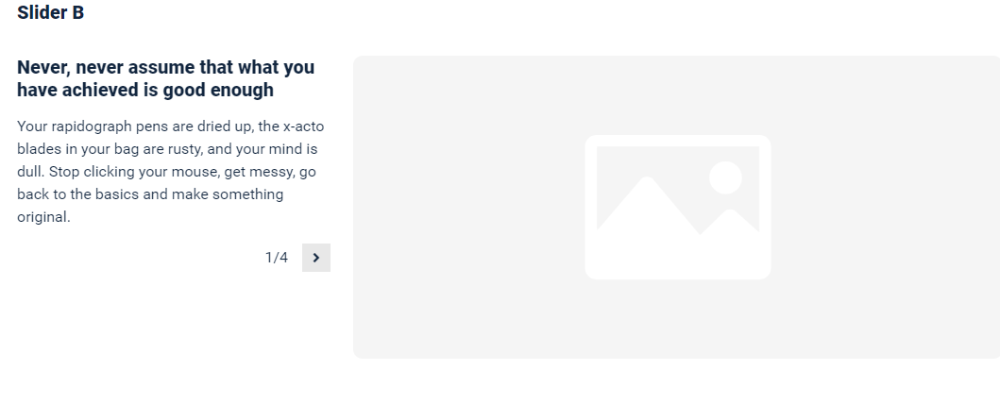 Slider B
Never, never assume that what you
have achieved is good enough
Your rapidograph pens are dried up, the x-acto
blades in your bag are rusty, and your mind is
dull. Stop clicking your mouse, get messy, go
back to the basics and make something
original.
1/4